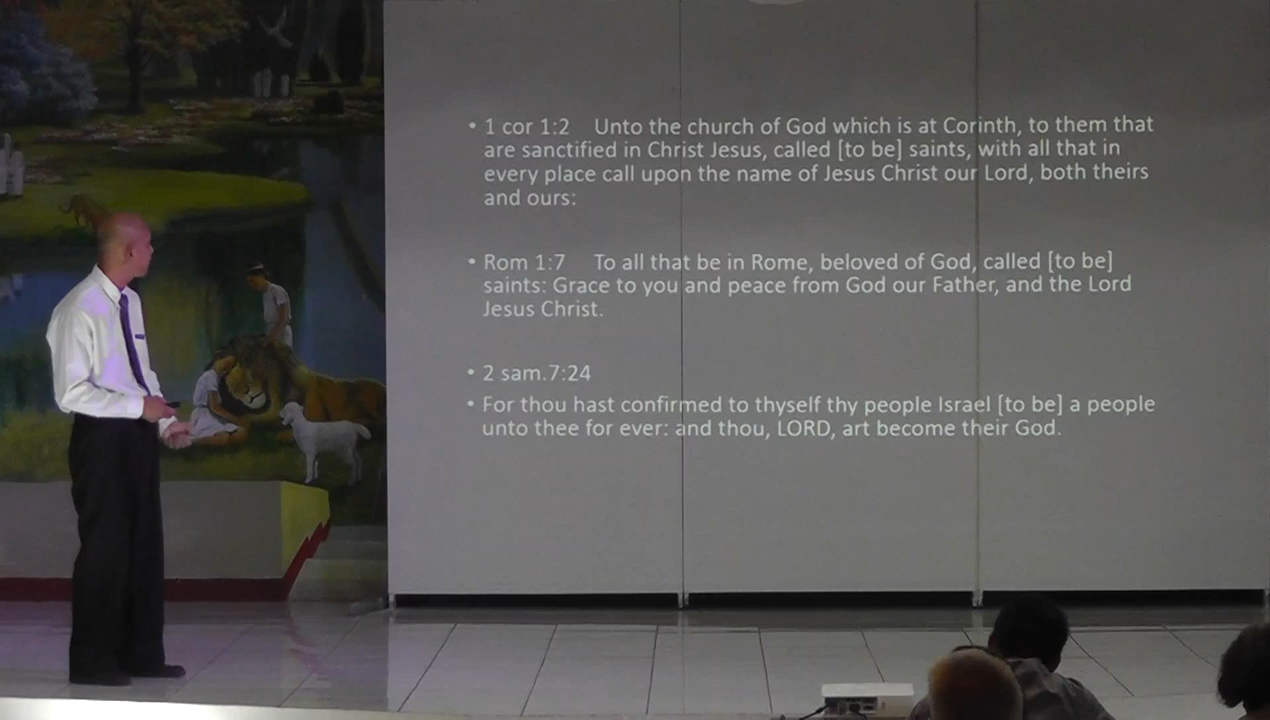 • 1 cor 1:2 Unto the church of God which is at Corinth, to them that
are sanctified in Christ Jesus, called [to be] saints, with all that in
every place call upon the name of Jesus Christ our Lord, both theirs
and ours:
• Rom 1:7 To all that be in Rome, beloved of God, called [to be]
saints: Grace to you and peace from God our Father, and the Lord
Jesus Christ.
• 2 sam.7:24
• For thou hast confirmed to thyself thy people Israel [to be] a people
unto thee for ever: and thou, LORD, art become their God.